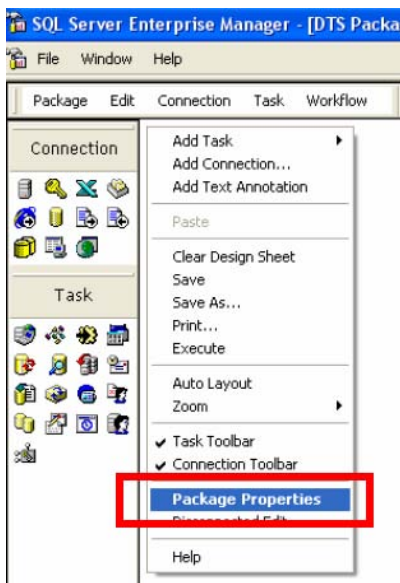 SQL Server Enterprise Manager - [DTS Packa
File Window Help
Package Edit Connection Task Workflow
Connection
Task
Add Task
Add Connection...
Add Text Annotation
Paste
Clear Design Sheet
Save
Save As...
Print...
Execute
Auto Layout
Zoom
Task Toolbar
Connection Toolbar
Package Properties
Disconnected Edit
Help